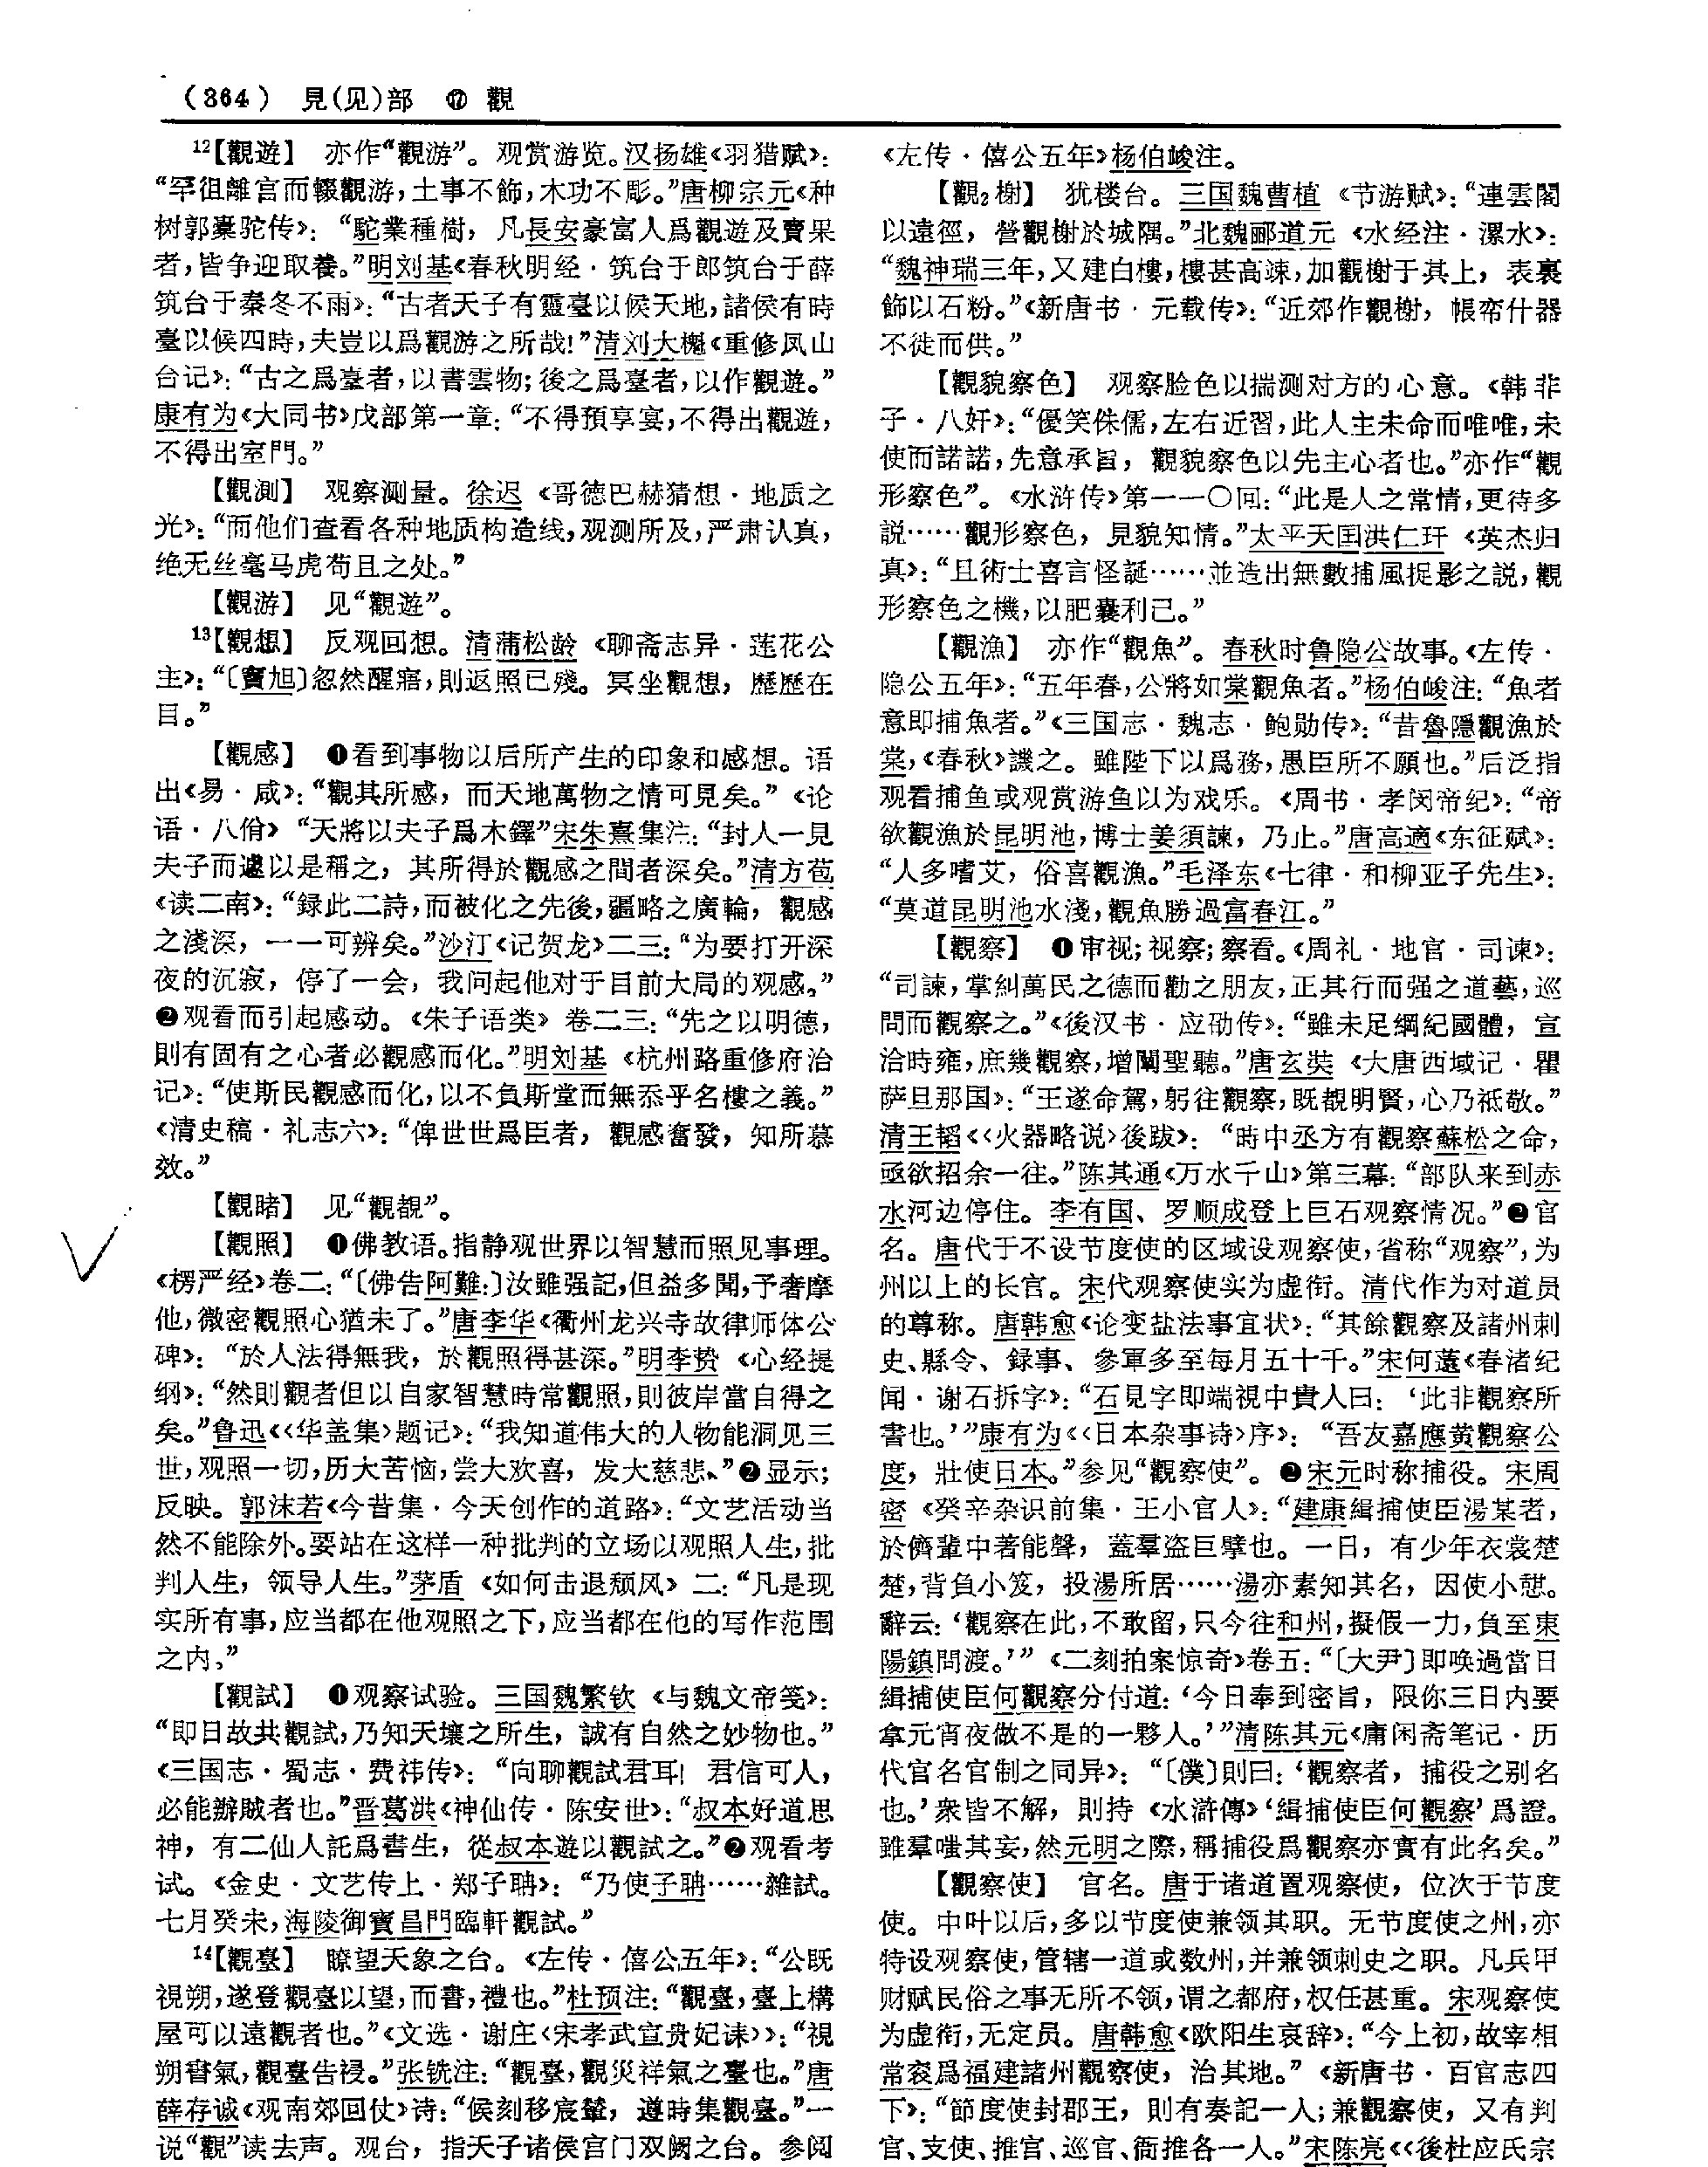 (364) 見(见)部 ⑰ 觀
12【觀遊】 亦作“觀游”。观赏游览。汉扬雄《羽猎赋》:
“罕徂離宫而輟觀游,土事不飾,木功不彫。”唐柳宗元《种
树郭橐驼传》: “駝業種樹, 凡長安豪富人爲觀遊及賣果
者,皆争迎取養。”明刘基《春秋明经·筑台于郎筑台于薛
筑台于秦冬不雨》:“古者天子有靈臺以候天地,諸侯有時
臺以候四時,夫豈以爲觀游之所哉!”清刘大櫆《重修凤山
台记》:“古之爲臺者,以書雲物;後之爲臺者,以作觀遊。”
康有为《大同书》戊部第一章:“不得預享宴,不得出觀遊,
不得出室門。”
【觀測】 观察测量。徐迟《哥德巴赫猜想·地质之
光》:“而他们查看各种地质构造线,观测所及,严肃认真,
绝无丝毫马虎苟且之处。”
【觀游】 见“觀遊”。
13【觀想】 反观回想。清蒲松龄《聊斋志异·莲花公
主》:“〔竇旭〕忽然醒寤,則返照已殘。冥坐觀想, 歷歷在
目。”
【觀感】 ❶看到事物以后所产生的印象和感想。语
出《易·咸》:“觀其所感, 而天地萬物之情可見矣。”《论
语·八佾》“天將以夫子爲木鐸”宋朱熹集注:“封人一見
夫子而遽以是稱之, 其所得於觀感之間者深矣。”清方苞
《读二南》:“録此二詩,而被化之先後,疆略之廣輪, 觀感
之淺深, 一一可辨矣。”沙汀《记贺龙》二三:“为要打开深
夜的沉寂, 停了一会, 我问起他对于目前大局的观感。”
❷观看而引起感动。《朱子语类》卷二三:“先之以明德,
則有固有之心者必觀感而化。”明刘基《杭州路重修府治
记》:“使斯民觀感而化,以不負斯堂而無忝乎名樓之義。”
《清史稿·礼志六》:“俾世世爲臣者, 觀感奮發, 知所慕
效。”
【觀睹】 见“觀覩”。
【觀照】 ❶佛教语。指静观世界以智慧而照见事理。
《楞严经》卷二:“〔佛告阿難:〕汝雖强記,但益多聞,予奢摩
他,微密觀照心猶未了。”唐李华《衢州龙兴寺故律师体公
碑》: “於人法得無我, 於觀照得甚深。”明李贽《心经提
纲》:“然則觀者但以自家智慧時常觀照,則彼岸當自得之
矣。”鲁迅《〈华盖集〉题记》:“我知道伟大的人物能洞见三
世,观照一切,历大苦恼,尝大欢喜, 发大慈悲、”❷显示;
反映。郭沫若《今昔集·今天创作的道路》:“文艺活动当
然不能除外。要站在这样一种批判的立场以观照人生,批
判人生, 领导人生。”茅盾《如何击退颓风》二:“凡是现
实所有事,应当都在他观照之下,应当都在他的写作范围
之内。”
【觀試】 ❶观察试验。三国魏繁钦《与魏文帝笺》:
“即日故共觀試,乃知天壤之所生, 誠有自然之妙物也。”
《三国志·蜀志·费祎传》: “向聊觀試君耳! 君信可人,
必能辦賊者也。”晋葛洪《神仙传·陈安世》:“叔本好道思
神, 有二仙人託爲書生, 從叔本遊以觀試之。”❷观看考
试。《金史·文艺传上·郑子聃》: “乃使子聃……雜試。
七月癸未,海陵御寶昌門臨軒觀試。”
14【觀臺】 瞭望天象之台。《左传·僖公五年》:“公既
視朔,遂登觀臺以望,而書,禮也。”杜预注:“觀臺,臺上構
屋可以遠觀者也。”《文选·谢庄〈宋孝武宣贵妃诔〉》:“視
朔書氣,觀臺告祲。”张铣注:“觀臺,觀災祥氣之臺也。”唐
薛存诚《观南郊回仗》诗:“候刻移宸輦, 遵時集觀臺。”一
说“觀”读去声。观台, 指天子诸侯宫门双阙之台。参阅
《左传·僖公五年》杨伯峻注。
【觀2榭】 犹楼台。三国魏曹植《节游赋》:“連雲閣
以遠徑, 營觀榭於城隅。”北魏郦道元《水经注·漯水》:
“魏神瑞三年,又建白樓,樓甚高竦,加觀榭于其上, 表裏
飾以石粉。”《新唐书·元载传》:“近郊作觀榭, 帳帟什器
不徙而供。”
【觀貌察色】 观察脸色以揣测对方的心意。《韩非
子·八奸》:“優笑侏儒,左右近習,此人主未命而唯唯,未
使而諾諾,先意承旨, 觀貌察色以先主心者也。”亦作“觀
形察色”。《水浒传》第一一〇回:“此是人之常情,更待多
説……觀形察色, 見貌知情。”太平天囯洪仁玕《英杰归
真》:“且術士喜言怪誕……並造出無數捕風捉影之説,觀
形察色之機,以肥囊利己。”
【觀漁】 亦作“觀魚”。春秋时鲁隐公故事。《左传·
隐公五年》:“五年春,公將如棠觀魚者。”杨伯峻注:“魚者
意即捕魚者。”《三国志·魏志·鲍勋传》:“昔魯隱觀漁於
棠,《春秋》譏之。雖陛下以爲務,愚臣所不願也。”后泛指
观看捕鱼或观赏游鱼以为戏乐。《周书·孝闵帝纪》:“帝
欲觀漁於昆明池,博士姜須諫, 乃止。”唐高適《东征赋》:
“人多嗜艾, 俗喜觀漁。”毛泽东《七律·和柳亚子先生》:
“莫道昆明池水淺,觀魚勝過富春江。”
【觀察】 ❶审视;视察;察看。《周礼·地官·司谏》:
“司諫,掌糾萬民之德而勸之朋友,正其行而强之道藝,巡
問而觀察之。”《後汉书·应劭传》:“雖未足綱紀國體, 宣
洽時雍,庶幾觀察,增闡聖聽。”唐玄奘《大唐西域记·瞿
萨旦那国》:“王遂命駕,躬往觀察,既覩明賢,心乃祗敬。”
清王韬《〈火器略说〉後跋》: “時中丞方有觀察蘇松之命,
亟欲招余一往。”陈其通《万水千山》第三幕:“部队来到赤
水河边停住。李有国、罗顺成登上巨石观察情况。”❷官
名。唐代于不设节度使的区域设观察使,省称“观察”,为
州以上的长官。宋代观察使实为虚衔。清代作为对道员
的尊称。唐韩愈《论变盐法事宜状》:“其餘觀察及諸州刺
史、縣令、録事、參軍多至每月五十千。”宋何薳《春渚纪
闻·谢石拆字》:“石見字即端視中貴人曰: ‘此非觀察所
書也。’”康有为《〈日本杂事诗〉序》: “吾友嘉應黄觀察公
度, 壯使日本。”参见“觀察使”。❷宋元时称捕役。宋周
密《癸辛杂识前集·王小官人》:“建康緝捕使臣湯某者,
於儕輩中著能聲, 蓋羣盗巨擘也。一日, 有少年衣裳楚
楚,背負小笈, 投湯所居……湯亦素知其名, 因使小憩。
辭云:‘觀察在此,不敢留,只今往和州,擬假一力,負至東
陽鎮問渡。’”《二刻拍案惊奇》卷五:“〔大尹〕即唤過當日
緝捕使臣何觀察分付道:‘今日奉到密旨, 限你三日内要
拿元宵夜做不是的一夥人。’”清陈其元《庸闲斋笔记·历
代官名官制之同异》: “〔僕〕則曰:‘觀察者, 捕役之别名
也。’衆皆不解, 則持《水滸傳》‘緝捕使臣何觀察’爲證。
雖羣嗤其妄,然元明之際,稱捕役爲觀察亦實有此名矣。”
【觀察使】 官名。唐于诸道置观察使, 位次于节度
使。中叶以后,多以节度使兼领其职。无节度使之州,亦
特设观察使,管辖一道或数州,并兼领刺史之职。凡兵甲
财赋民俗之事无所不领,谓之都府,权任甚重。宋观察使
为虚衔,无定员。唐韩愈《欧阳生哀辞》:“今上初,故宰相
常衮爲福建諸州觀察使, 治其地。”《新唐书·百官志四
下》:“節度使封郡王, 則有奏記一人;兼觀察使, 又有判
官、支使、推官、巡官、衙推各一人。”宋陈亮《〈後杜应氏宗